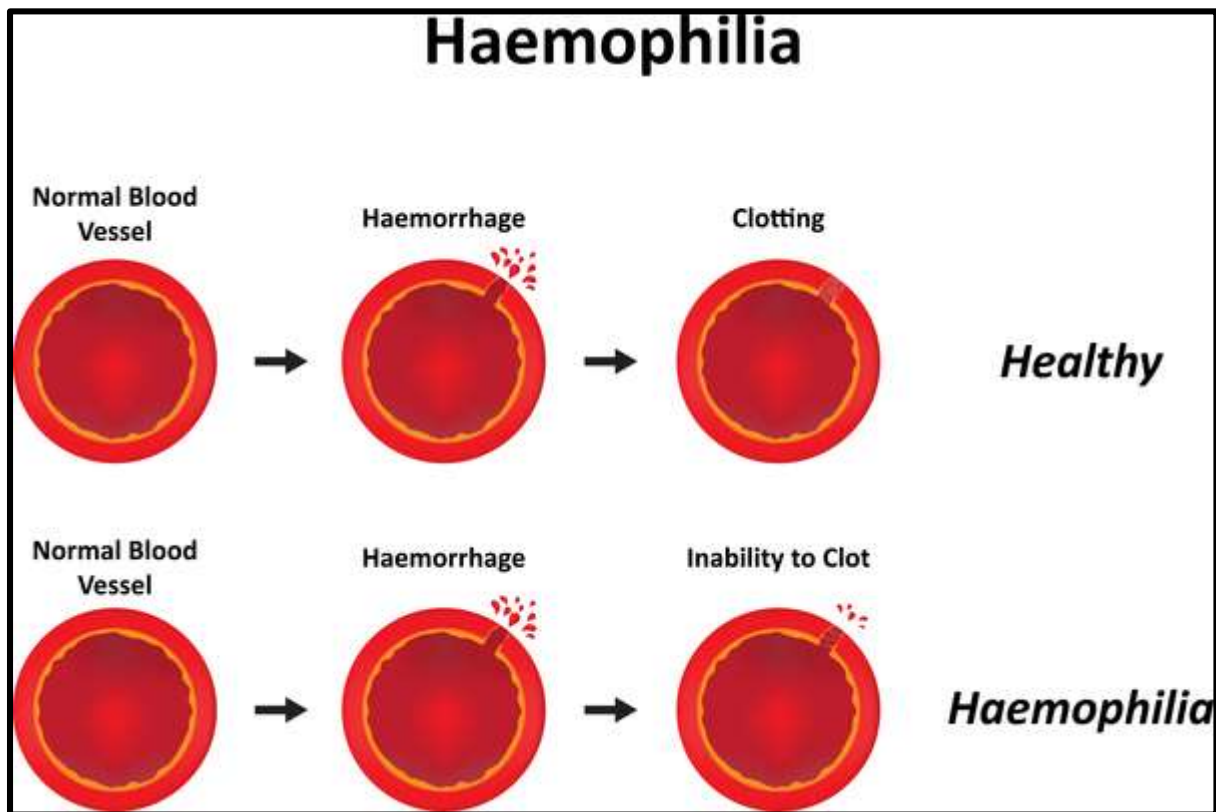 Haemophilia
Normal Blood
Vessel
Haemorrhage
Clotting
Healthy
Normal Blood
Vessel
Haemorrhage
Inability to Clot
Haemophilia